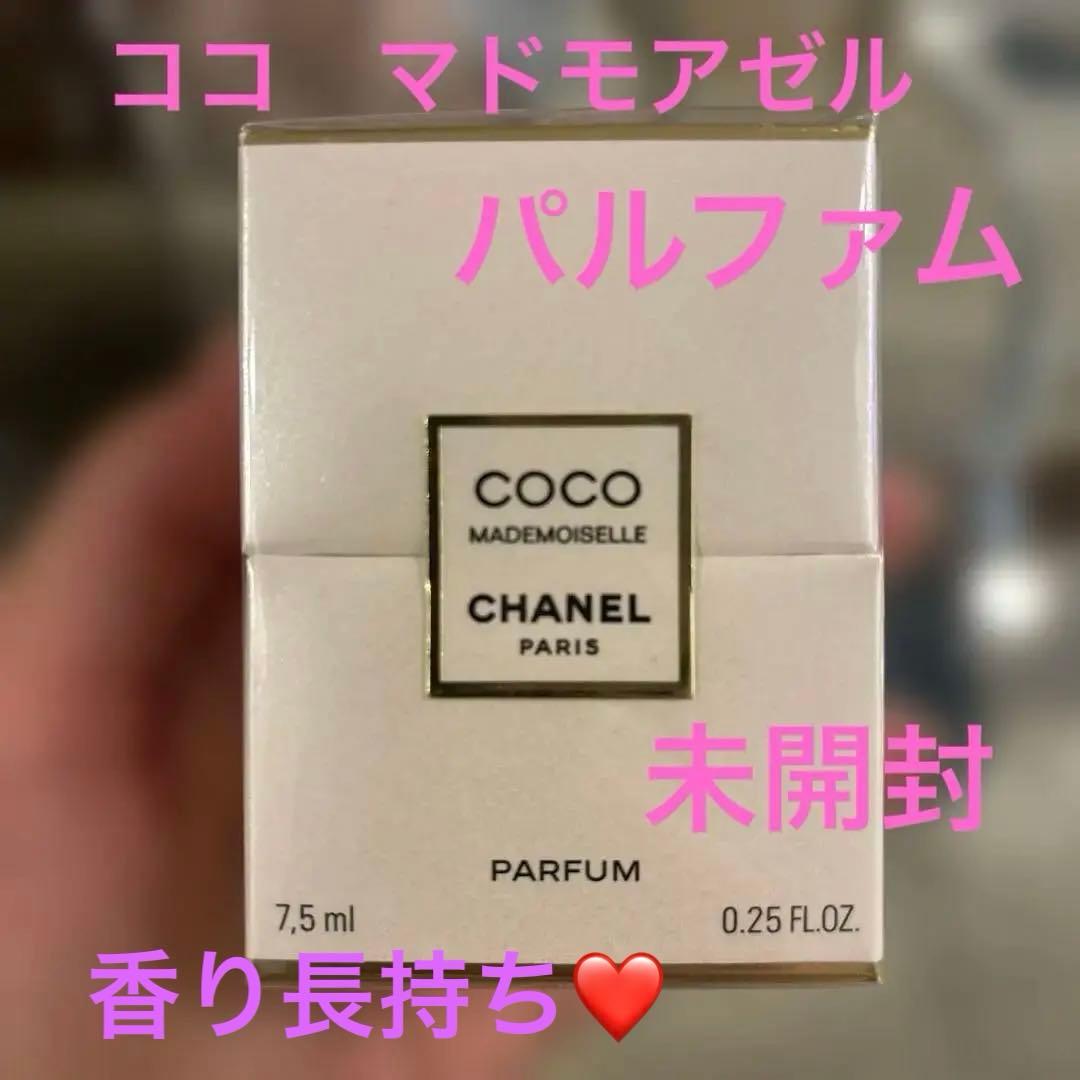 ココ　マドモアゼル
パルファム
COCO
MADEMOISELLE
CHANEL
PARIS
未開封
PARFUM
7,5 ml
0.25 FL.OZ.
香り長持ち❤️